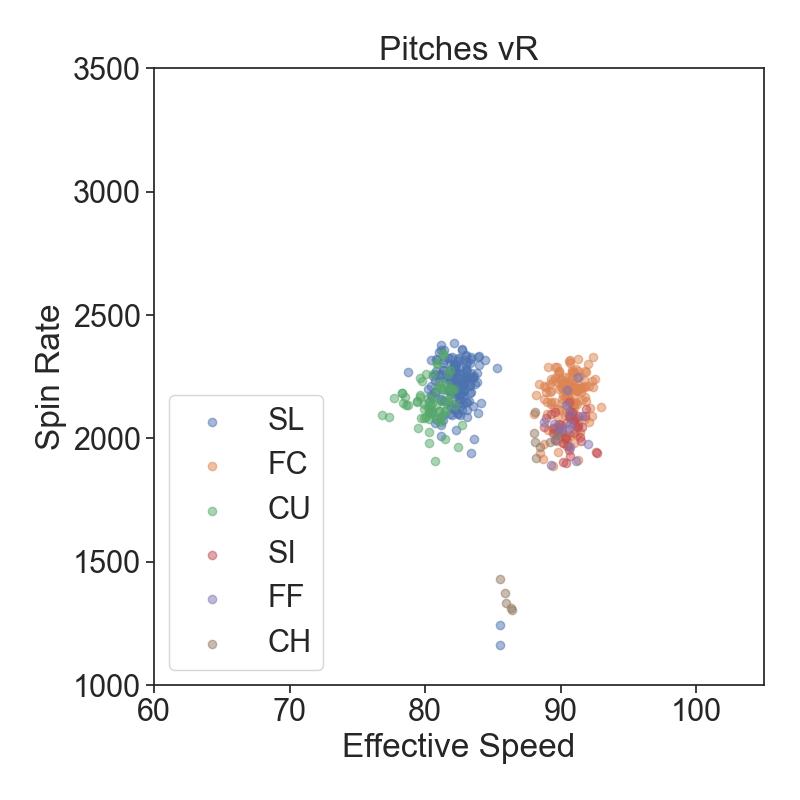 Pitches vR
3500
3000
2500
2000
1500
1000
Spin Rate
SL
FC
CU
SI
FF
CH
60 70 80 90 100
Effective Speed